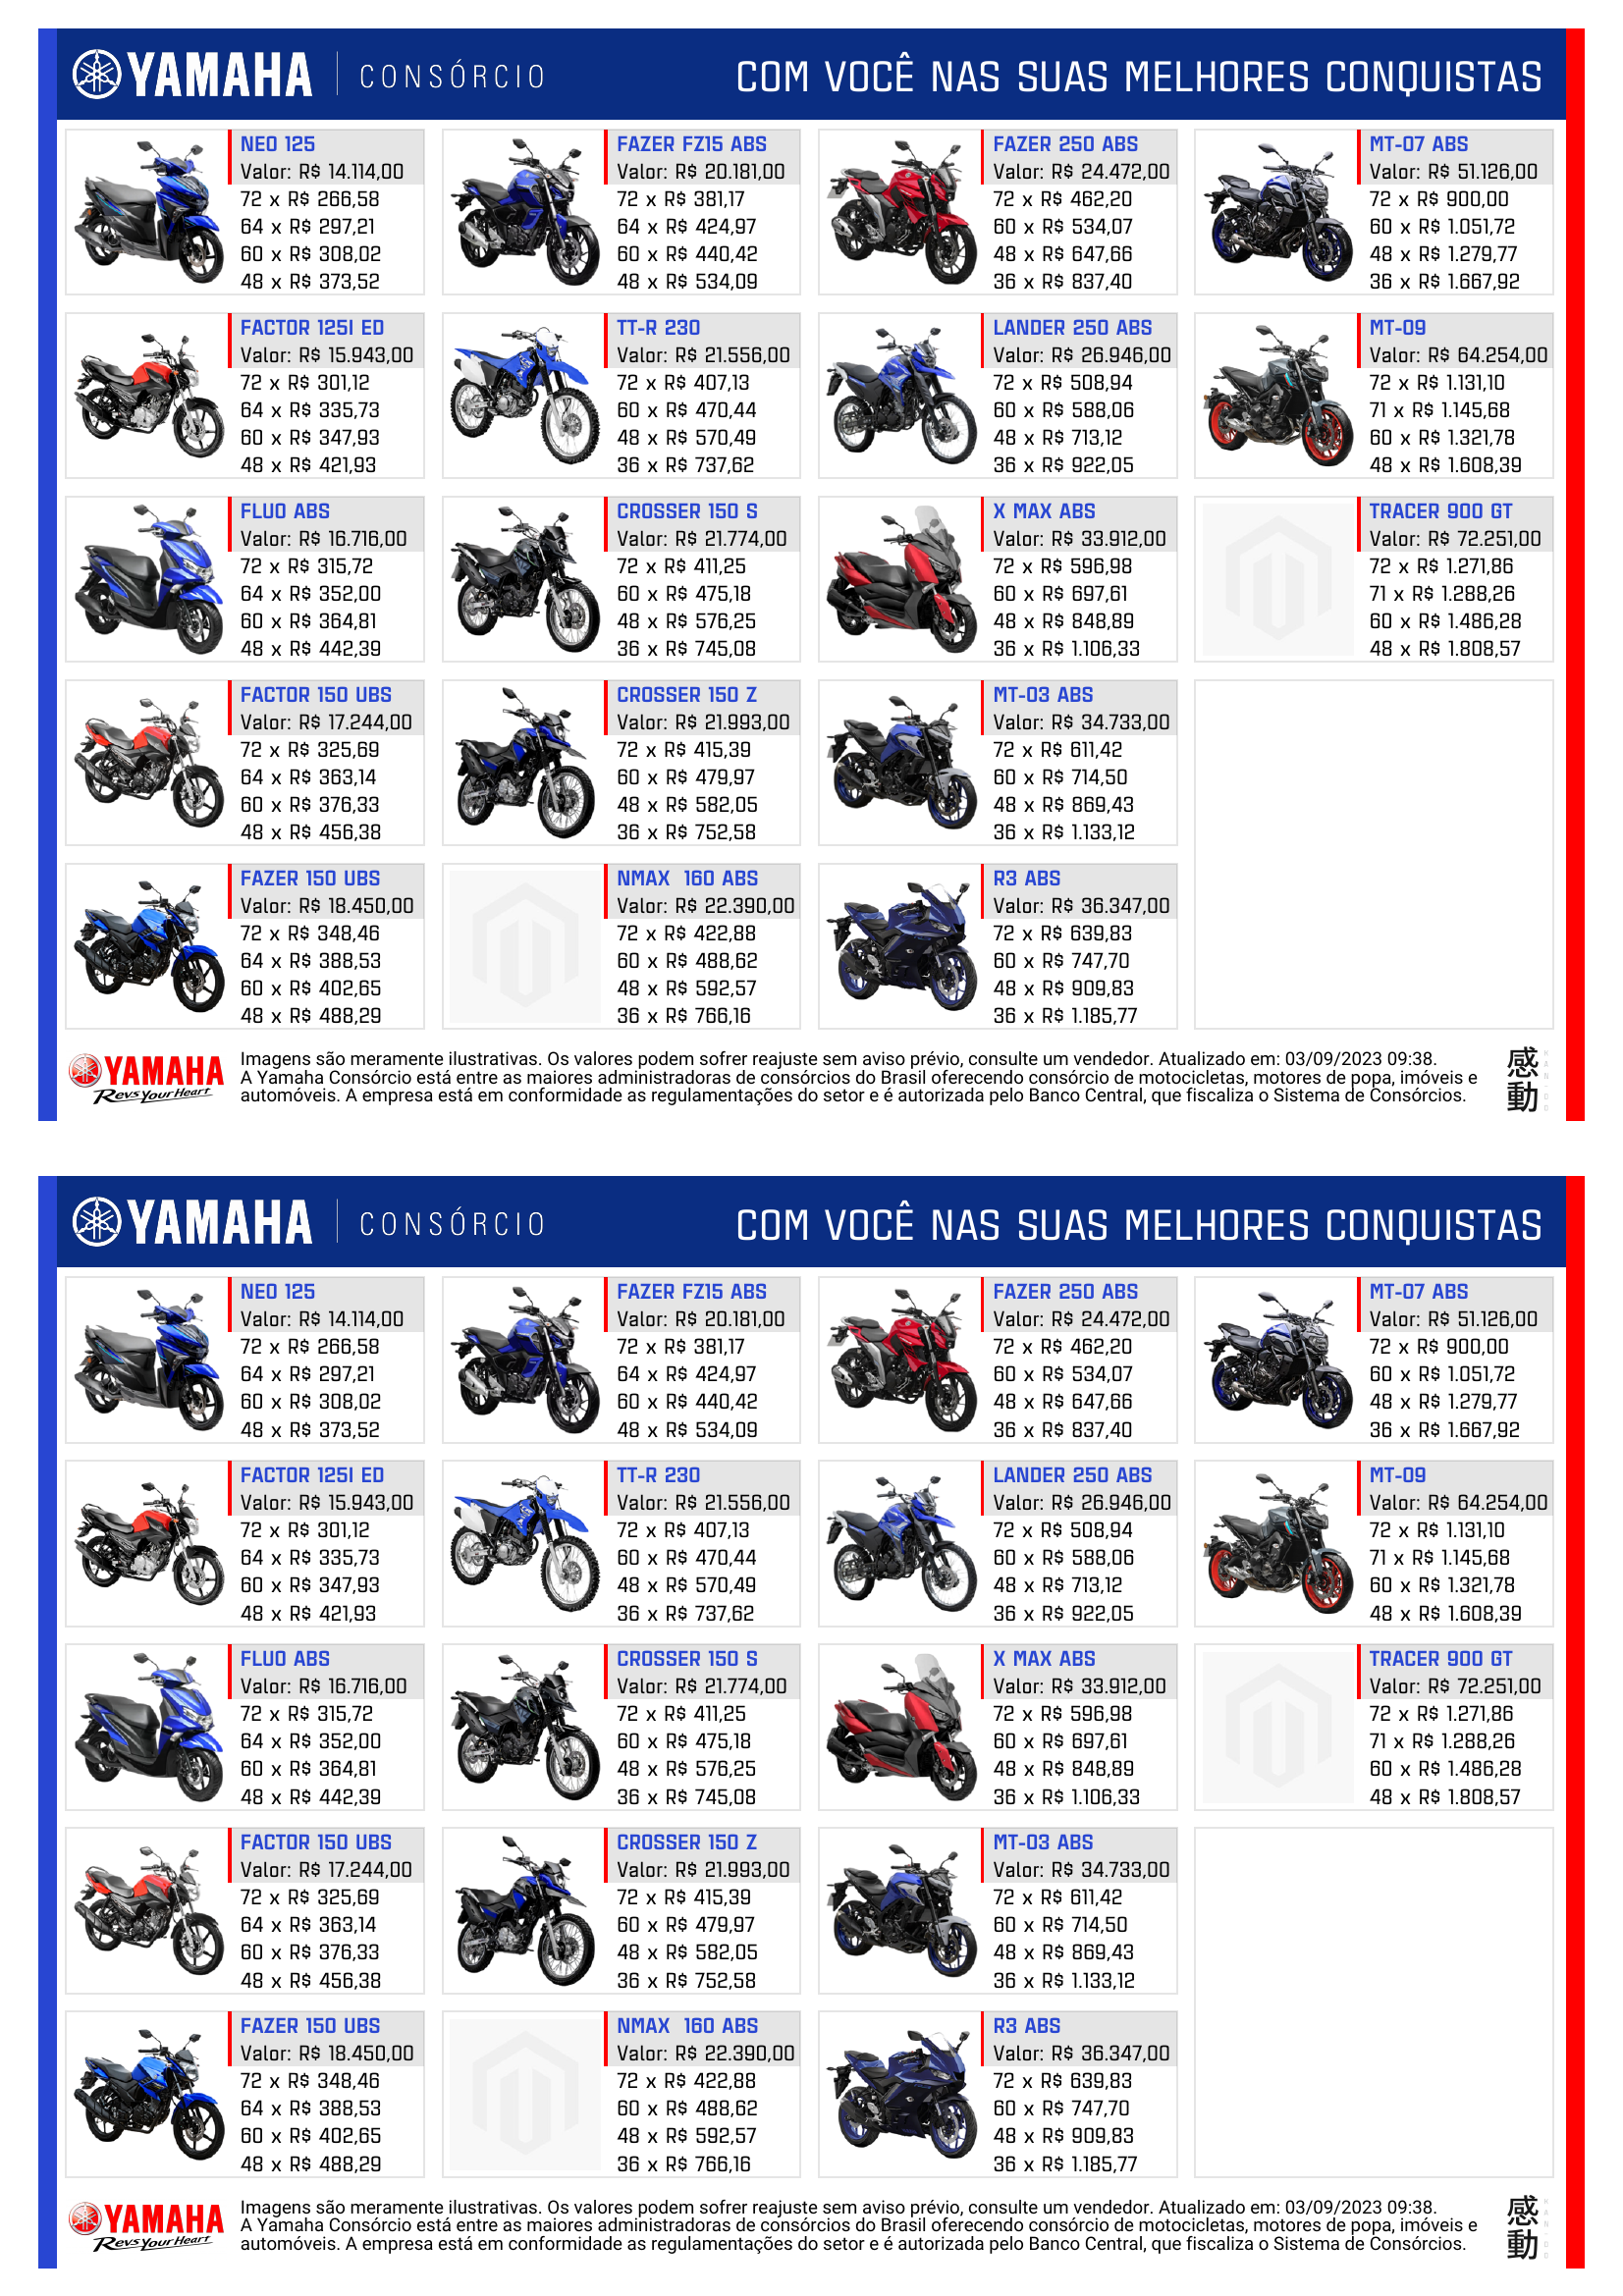 YAMAHA CONSÓRCIO COM VOCÊ NAS SUAS MELHORES CONQUISTAS
NEO 125
Valor: R$ 14.114,00
72 x R$ 266,58
64 x R$ 297,21
60 x R$ 308,02
48 x R$ 373,52
FACTOR 125I ED
Valor: R$ 15.943,00
72 x R$ 301,12
64 x R$ 335,73
60 x R$ 347,93
48 x R$ 421,93
FLUO ABS
Valor: R$ 16.716,00
72 x R$ 315,72
64 x R$ 352,00
60 x R$ 364,81
48 x R$ 442,39
FACTOR 150 UBS
Valor: R$ 17.244,00
72 x R$ 325,69
64 x R$ 363,14
60 x R$ 376,33
48 x R$ 456,38
FAZER 150 UBS
Valor: R$ 18.450,00
72 x R$ 348,46
64 x R$ 388,53
60 x R$ 402,65
48 x R$ 488,29
FAZER FZ15 ABS
Valor: R$ 20.181,00
72 x R$ 381,17
64 x R$ 424,97
60 x R$ 440,42
48 x R$ 534,09
TT-R 230
Valor: R$ 21.556,00
72 x R$ 407,13
60 x R$ 470,44
48 x R$ 570,49
36 x R$ 737,62
CROSSER 150 S
Valor: R$ 21.774,00
72 x R$ 411,25
60 x R$ 475,18
48 x R$ 576,25
36 x R$ 745,08
CROSSER 150 Z
Valor: R$ 21.993,00
72 x R$ 415,39
60 x R$ 479,97
48 x R$ 582,05
36 x R$ 752,58
NMAX 160 ABS
Valor: R$ 22.390,00
72 x R$ 422,88
60 x R$ 488,62
48 x R$ 592,57
36 x R$ 766,16
FAZER 250 ABS
Valor: R$ 24.472,00
72 x R$ 462,20
60 x R$ 534,07
48 x R$ 647,66
36 x R$ 837,40
LANDER 250 ABS
Valor: R$ 26.946,00
72 x R$ 508,94
60 x R$ 588,06
48 x R$ 713,12
36 x R$ 922,05
X MAX ABS
Valor: R$ 33.912,00
72 x R$ 596,98
60 x R$ 697,61
48 x R$ 848,89
36 x R$ 1.106,33
MT-03 ABS
Valor: R$ 34.733,00
72 x R$ 611,42
60 x R$ 714,50
48 x R$ 869,43
36 x R$ 1.133,12
R3 ABS
Valor: R$ 36.347,00
72 x R$ 639,83
60 x R$ 747,70
48 x R$ 909,83
36 x R$ 1.185,77
MT-07 ABS
Valor: R$ 51.126,00
72 x R$ 900,00
60 x R$ 1.051,72
48 x R$ 1.279,77
36 x R$ 1.667,92
MT-09
Valor: R$ 64.254,00
72 x R$ 1.131,10
71 x R$ 1.145,68
60 x R$ 1.321,78
48 x R$ 1.608,39
TRACER 900 GT
Valor: R$ 72.251,00
72 x R$ 1.271,86
71 x R$ 1.288,26
60 x R$ 1.486,28
48 x R$ 1.808,57
YAMAHA
Revs Your Heart
Imagens são meramente ilustrativas. Os valores podem sofrer reajuste sem aviso prévio, consulte um vendedor. Atualizado em: 03/09/2023 09:38.
A Yamaha Consórcio está entre as maiores administradoras de consórcios do Brasil oferecendo consórcio de motocicletas, motores de popa, imóveis e
automóveis. A empresa está em conformidade as regulamentações do setor e é autorizada pelo Banco Central, que fiscaliza o Sistema de Consórcios.
感動
YAMAHA CONSÓRCIO COM VOCÊ NAS SUAS MELHORES CONQUISTAS
NEO 125
Valor: R$ 14.114,00
72 x R$ 266,58
64 x R$ 297,21
60 x R$ 308,02
48 x R$ 373,52
FACTOR 125I ED
Valor: R$ 15.943,00
72 x R$ 301,12
64 x R$ 335,73
60 x R$ 347,93
48 x R$ 421,93
FLUO ABS
Valor: R$ 16.716,00
72 x R$ 315,72
64 x R$ 352,00
60 x R$ 364,81
48 x R$ 442,39
FACTOR 150 UBS
Valor: R$ 17.244,00
72 x R$ 325,69
64 x R$ 363,14
60 x R$ 376,33
48 x R$ 456,38
FAZER 150 UBS
Valor: R$ 18.450,00
72 x R$ 348,46
64 x R$ 388,53
60 x R$ 402,65
48 x R$ 488,29
FAZER FZ15 ABS
Valor: R$ 20.181,00
72 x R$ 381,17
64 x R$ 424,97
60 x R$ 440,42
48 x R$ 534,09
TT-R 230
Valor: R$ 21.556,00
72 x R$ 407,13
60 x R$ 470,44
48 x R$ 570,49
36 x R$ 737,62
CROSSER 150 S
Valor: R$ 21.774,00
72 x R$ 411,25
60 x R$ 475,18
48 x R$ 576,25
36 x R$ 745,08
CROSSER 150 Z
Valor: R$ 21.993,00
72 x R$ 415,39
60 x R$ 479,97
48 x R$ 582,05
36 x R$ 752,58
NMAX 160 ABS
Valor: R$ 22.390,00
72 x R$ 422,88
60 x R$ 488,62
48 x R$ 592,57
36 x R$ 766,16
FAZER 250 ABS
Valor: R$ 24.472,00
72 x R$ 462,20
60 x R$ 534,07
48 x R$ 647,66
36 x R$ 837,40
LANDER 250 ABS
Valor: R$ 26.946,00
72 x R$ 508,94
60 x R$ 588,06
48 x R$ 713,12
36 x R$ 922,05
X MAX ABS
Valor: R$ 33.912,00
72 x R$ 596,98
60 x R$ 697,61
48 x R$ 848,89
36 x R$ 1.106,33
MT-03 ABS
Valor: R$ 34.733,00
72 x R$ 611,42
60 x R$ 714,50
48 x R$ 869,43
36 x R$ 1.133,12
R3 ABS
Valor: R$ 36.347,00
72 x R$ 639,83
60 x R$ 747,70
48 x R$ 909,83
36 x R$ 1.185,77
MT-07 ABS
Valor: R$ 51.126,00
72 x R$ 900,00
60 x R$ 1.051,72
48 x R$ 1.279,77
36 x R$ 1.667,92
MT-09
Valor: R$ 64.254,00
72 x R$ 1.131,10
71 x R$ 1.145,68
60 x R$ 1.321,78
48 x R$ 1.608,39
TRACER 900 GT
Valor: R$ 72.251,00
72 x R$ 1.271,86
71 x R$ 1.288,26
60 x R$ 1.486,28
48 x R$ 1.808,57
YAMAHA
Revs Your Heart
Imagens são meramente ilustrativas. Os valores podem sofrer reajuste sem aviso prévio, consulte um vendedor. Atualizado em: 03/09/2023 09:38.
A Yamaha Consórcio está entre as maiores administradoras de consórcios do Brasil oferecendo consórcio de motocicletas, motores de popa, imóveis e
automóveis. A empresa está em conformidade as regulamentações do setor e é autorizada pelo Banco Central, que fiscaliza o Sistema de Consórcios.
感動